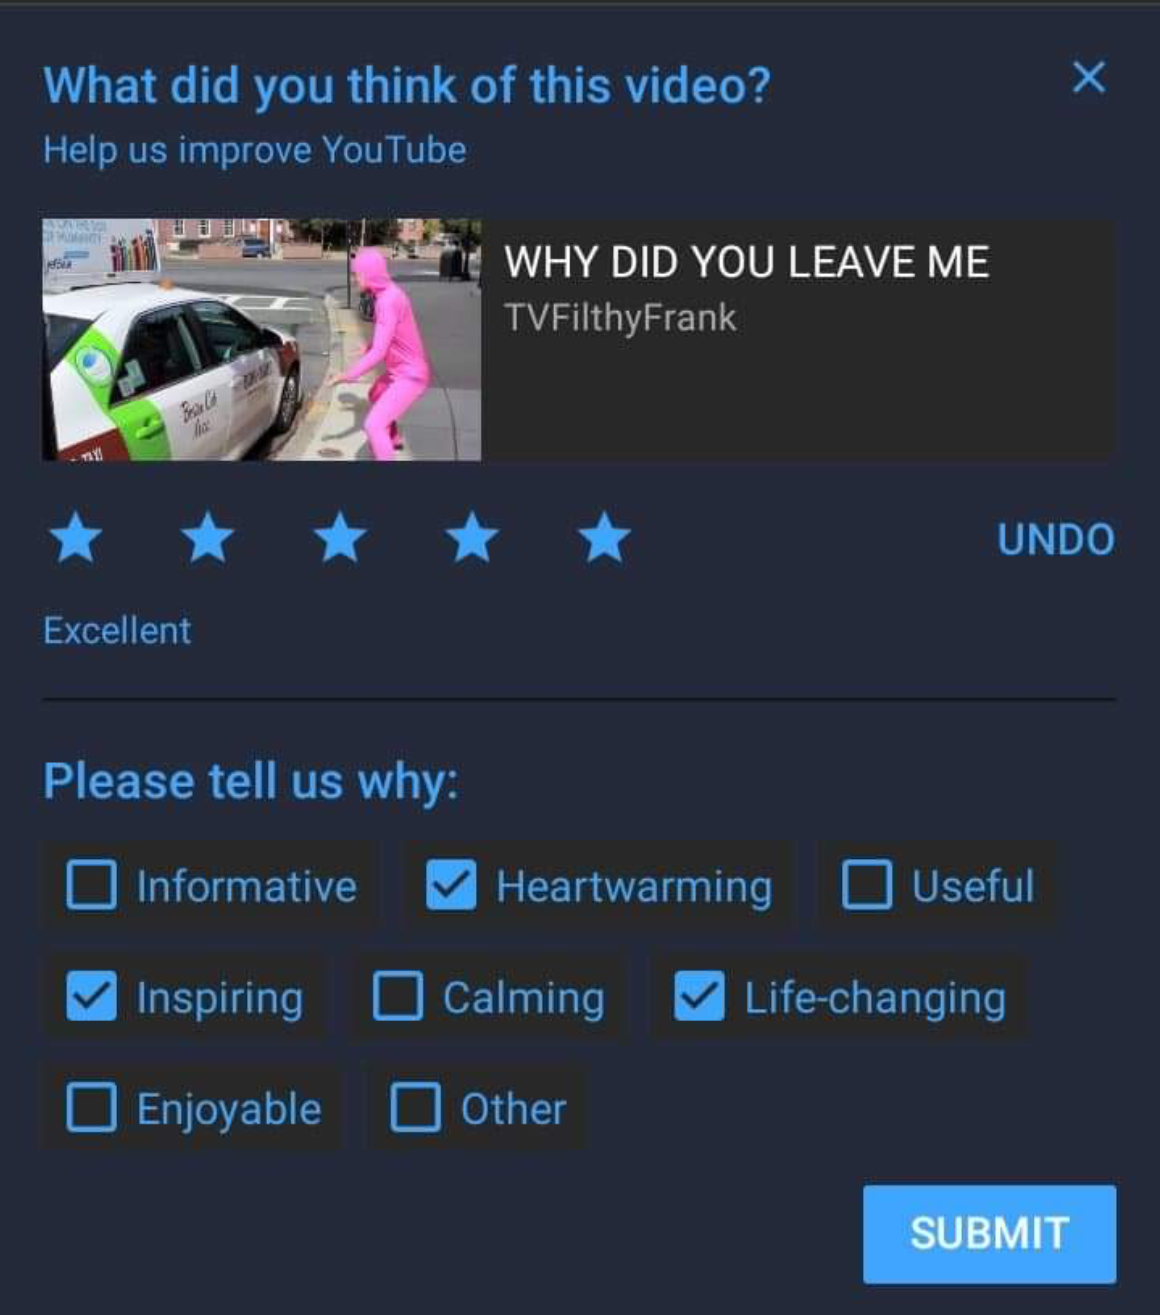 What did you think of this video?
Help us improve YouTube
WHY DID YOU LEAVE ME
TVFilthyFrank
UNDO
Excellent
Please tell us why:
Informative
Heartwarming
Useful
Inspiring
Calming
Life-changing
Enjoyable
Other
SUBMIT